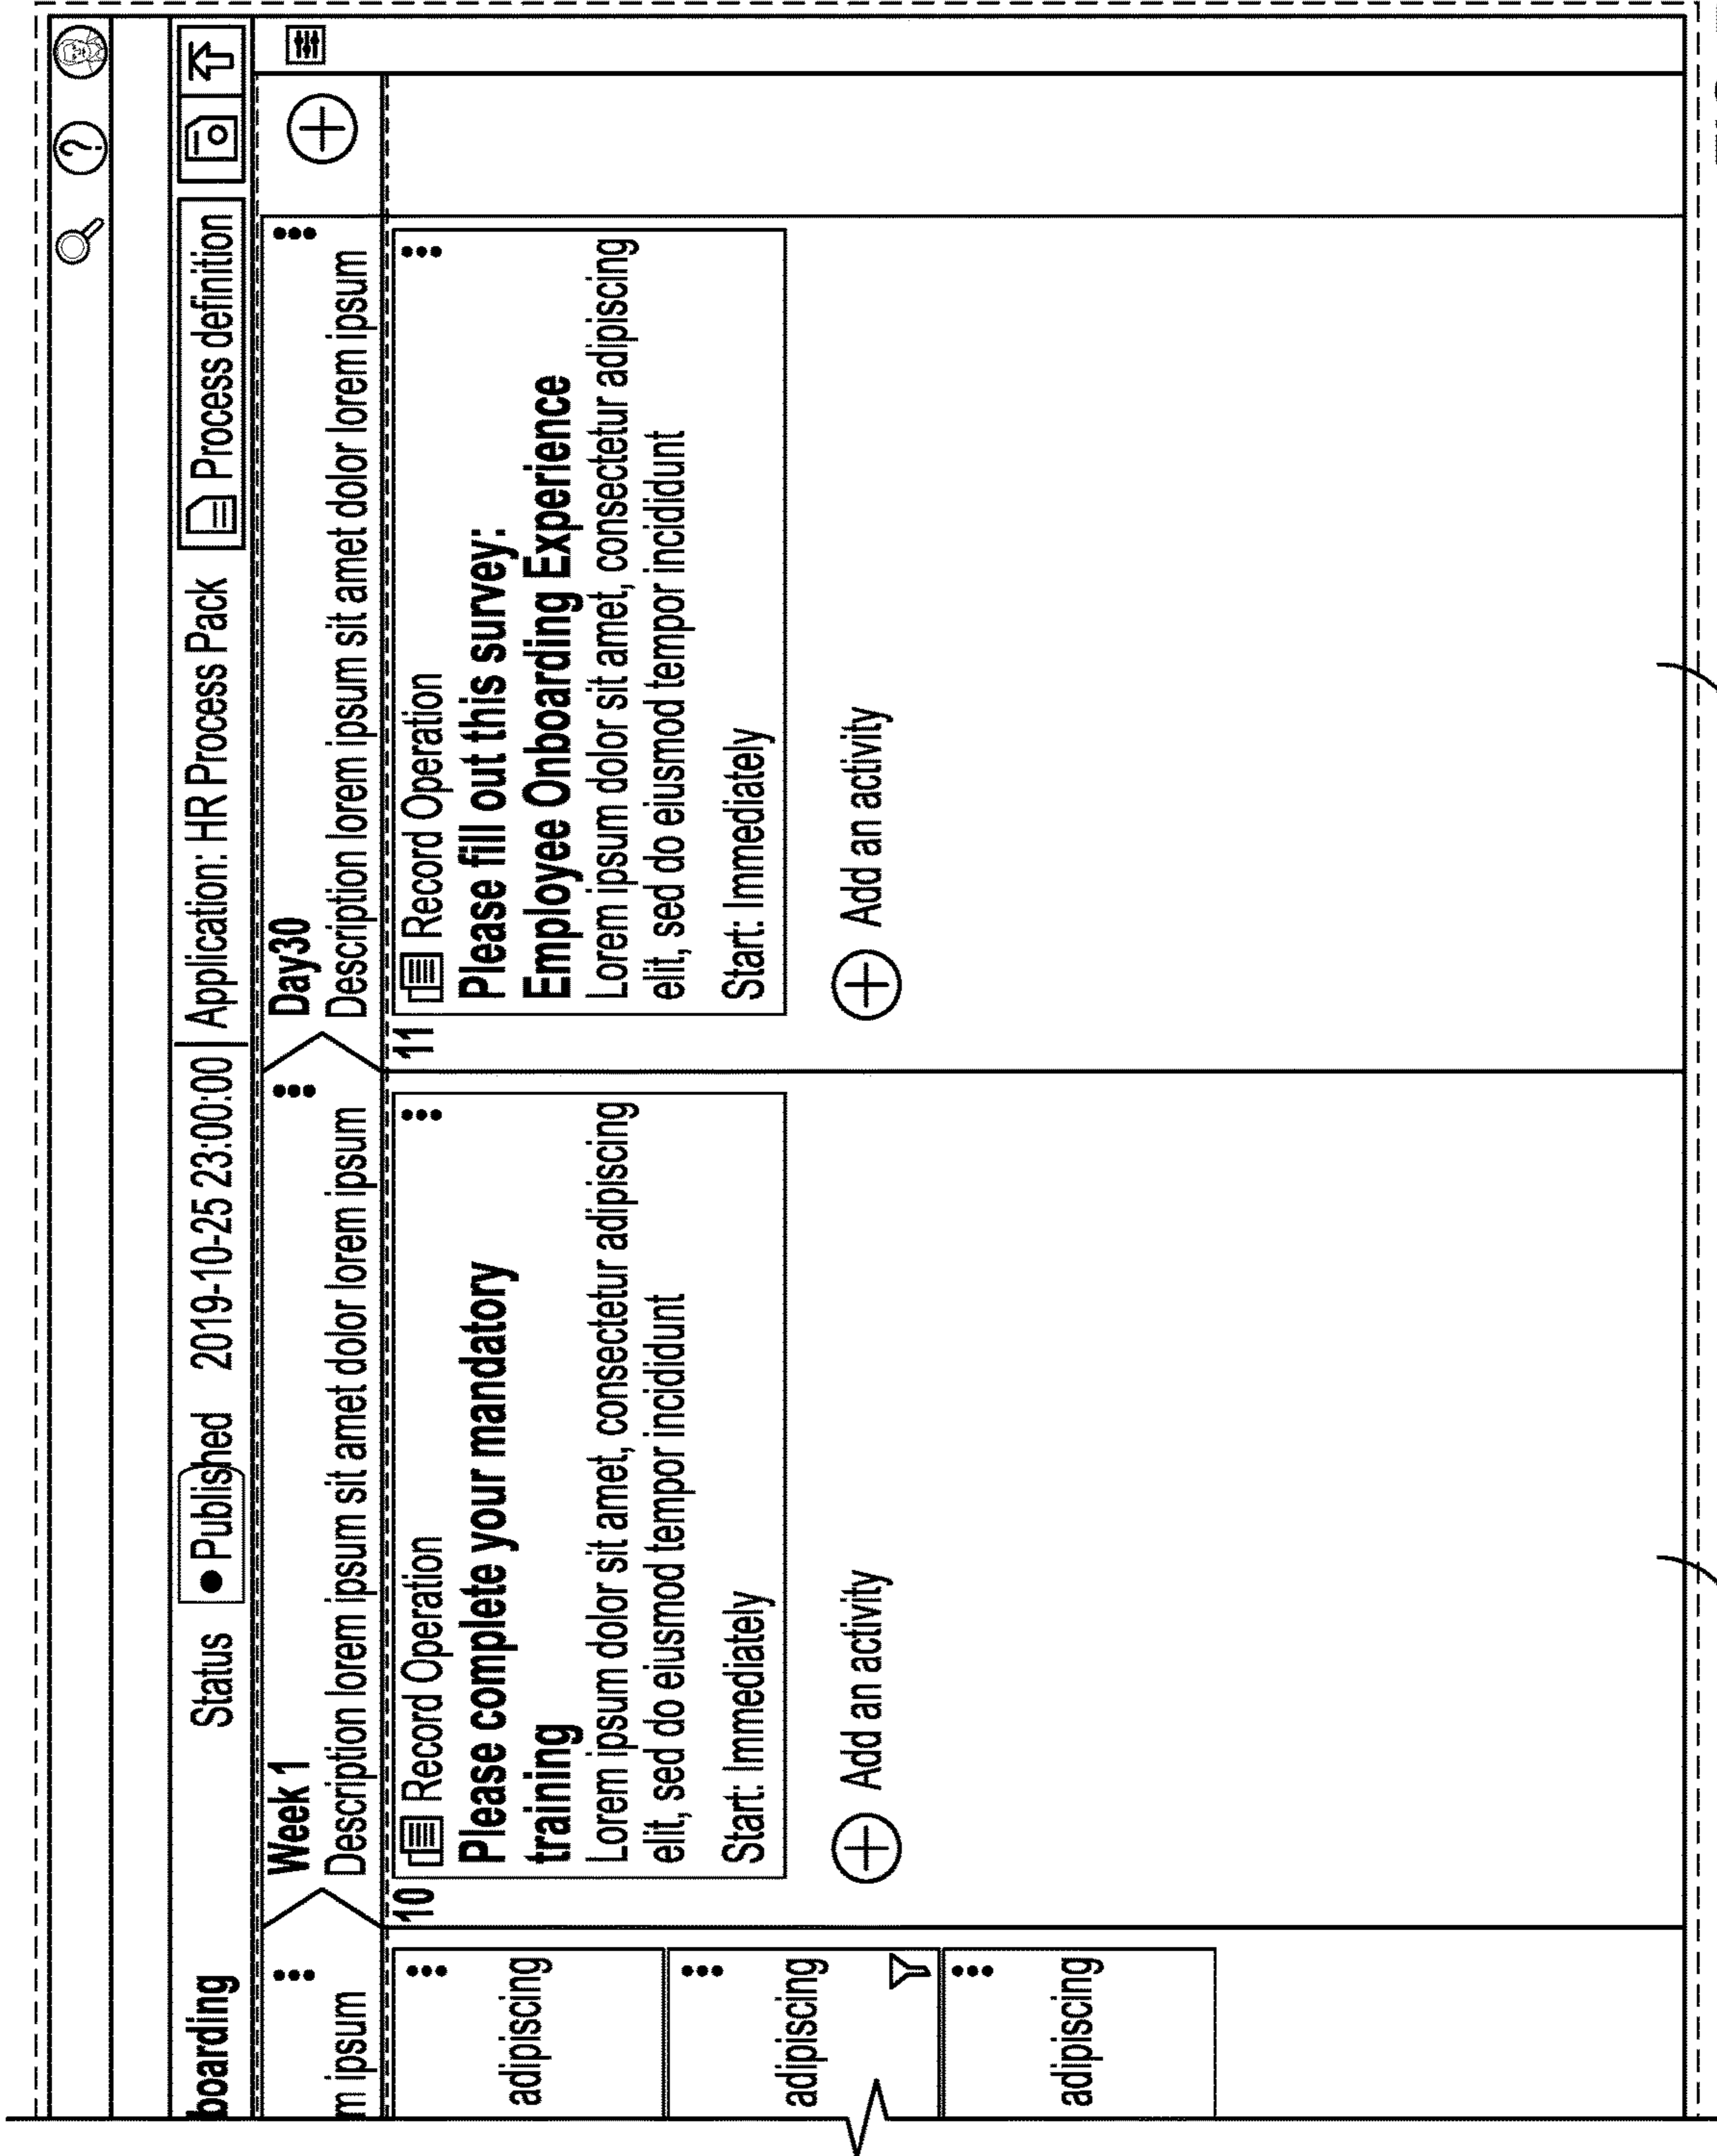 ?
boarding
Status
● Published
2019-10-25 23:00:00
Application: HR Process Pack
Process definition
m ipsum
Week 1
Description lorem ipsum sit amet dolor lorem ipsum
Day30
Description lorem ipsum sit amet dolor lorem ipsum
adipiscing
adipiscing
adipiscing
10
Record Operation
Please complete your mandatory
training
Lorem ipsum dolor sit amet, consectetur adipiscing
elit, sed do eiusmod tempor incididunt
Start: Immediately
Add an activity
11
Record Operation
Please fill out this survey:
Employee Onboarding Experience
Lorem ipsum dolor sit amet, consectetur adipiscing
elit, sed do eiusmod tempor incididunt
Start: Immediately
Add an activity